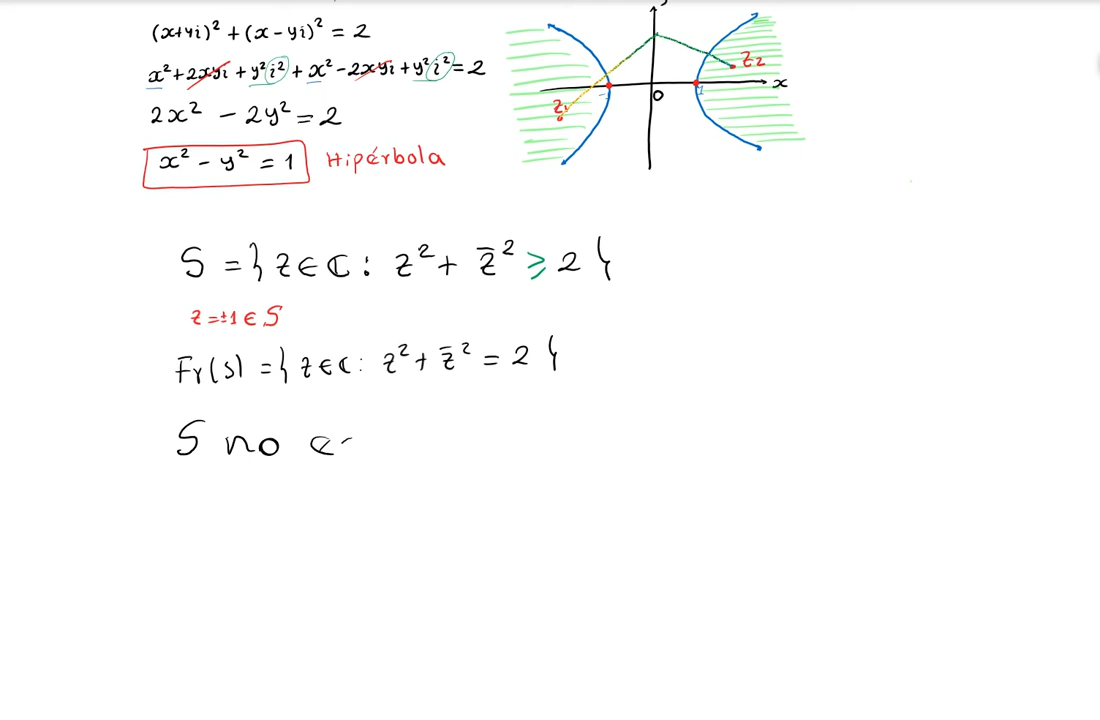 (x+yi)² + (x - yi)² = 2
x² + 2xyi + y²i² + x² - 2xyi + y²i² = 2
2x² - 2y² = 2
x² - y² = 1 Hipérbola
z₁ O 1 z₂ x
S = { z ∈ ℂ : z² + z̄² ≥ 2 }
z = ±1 ∈ S
Fr(S) = { z ∈ ℂ : z² + z̄² = 2 }
S no